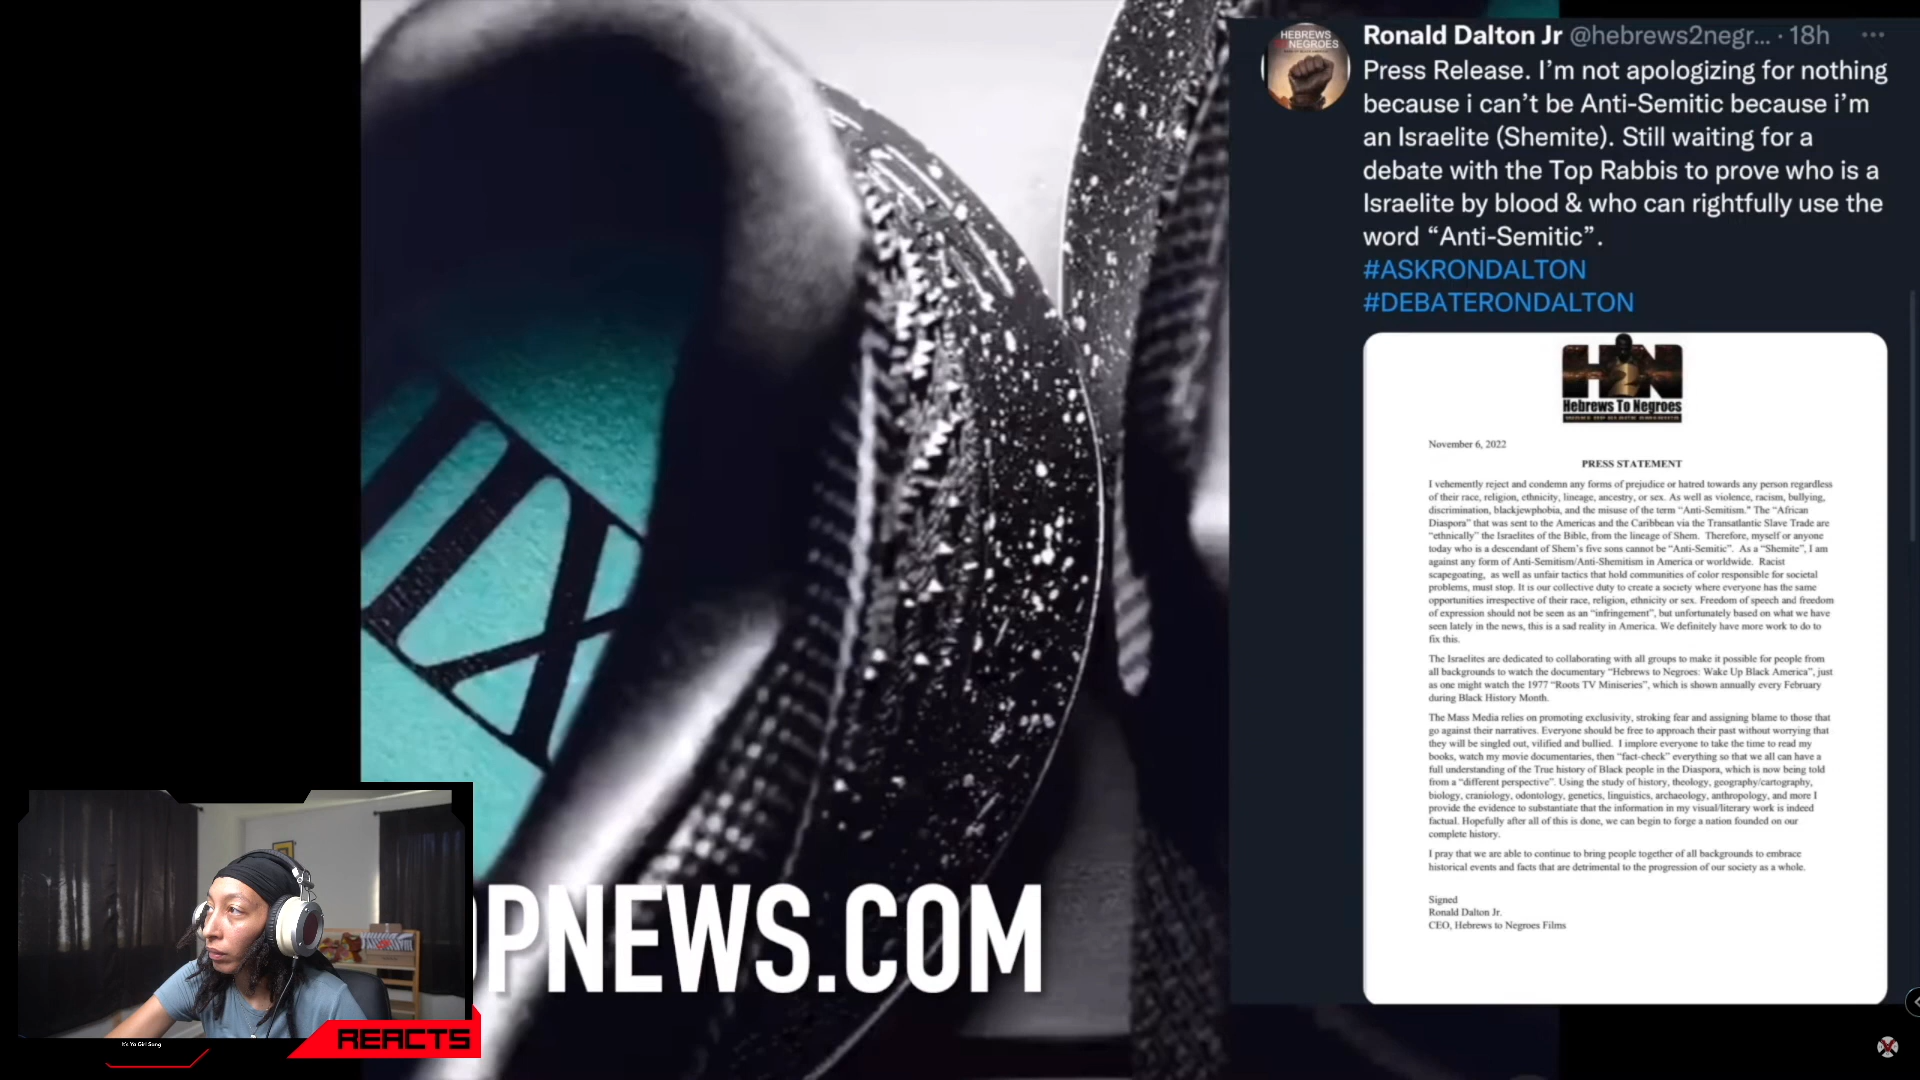 Ronald Dalton Jr @hebrews2negr... · 18h
Press Release. I’m not apologizing for nothing
because i can’t be Anti-Semitic because i’m
an Israelite (Shemite). Still waiting for a
debate with the Top Rabbis to prove who is a
Israelite by blood & who can rightfully use the
word “Anti-Semitic”.
#ASKRONDALTON
#DEBATERONDALTON
HEBREWS
NEGROES
H2N
Hebrews To Negroes
November 6, 2022
PRESS STATEMENT
I vehemently reject and condemn any forms of prejudice or hatred towards any person regardless
of their race, religion, ethnicity, lineage, ancestry, or sex. As well as violence, racism, bullying,
discrimination, blackjewphobia, and the misuse of the term “Anti-Semitism.” The “African
Diaspora” that was sent to the Americas and the Caribbean via the Transatlantic Slave Trade are
“ethnically” the Israelites of the Bible, from the lineage of Shem. Therefore, myself or anyone
today who is a descendant of Shem’s five sons cannot be “Anti-Semitic”. As a “Shemite”, I am
against any form of Anti-Semitism/Anti-Shemitism in America or worldwide. Racist
scapegoating, as well as unfair tactics that hold communities of color responsible for societal
problems, must stop. It is our collective duty to create a society where everyone has the same
opportunities irrespective of their race, religion, ethnicity or sex. Freedom of speech and freedom
of expression should not be seen as an “infringement”, but unfortunately based on what we have
seen lately in the news, this is a sad reality in America. We definitely have more work to do to
fix this.
The Israelites are dedicated to collaborating with all groups to make it possible for people from
all backgrounds to watch the documentary “Hebrews to Negroes: Wake Up Black America”, just
as one might watch the 1977 “Roots TV Miniseries”, which is shown annually every February
during Black History Month.
The Mass Media relies on promoting exclusivity, stroking fear and assigning blame to those that
go against their narratives. Everyone should be free to approach their past without worrying that
they will be singled out, vilified and bullied. I implore everyone to take the time to read my
books, watch my movie documentaries, then “fact-check” everything so that we all can have a
full understanding of the True history of Black people in the Diaspora, which is now being told
from a “different perspective”. Using the study of history, theology, geography/cartography,
biology, craniology, odontology, genetics, linguistics, archaeology, anthropology, and more I
provide the evidence to substantiate that the information in my visual/literary work is indeed
factual. Hopefully after all of this is done, we can begin to forge a nation founded on our
complete history.
I pray that we are able to continue to bring people together of all backgrounds to embrace
historical events and facts that are detrimental to the progression of our society as a whole.
Signed
Ronald Dalton Jr.
CEO, Hebrews to Negroes Films
IX
PNEWS.COM
REACTS
It's Ya Girl Sung